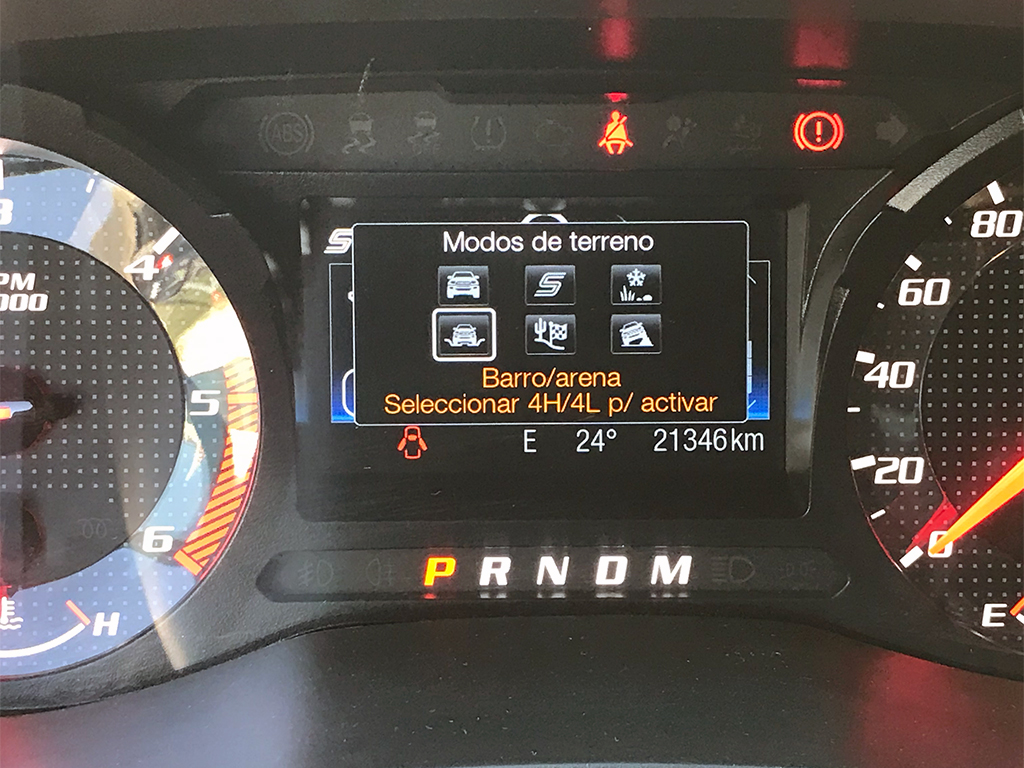 ABS
Modos de terreno
S
S
Barro/arena
Seleccionar 4H/4L p/ activar
E 24° 21346 km
P R N D M
4
5
6
H
80
60
40
20
0
E